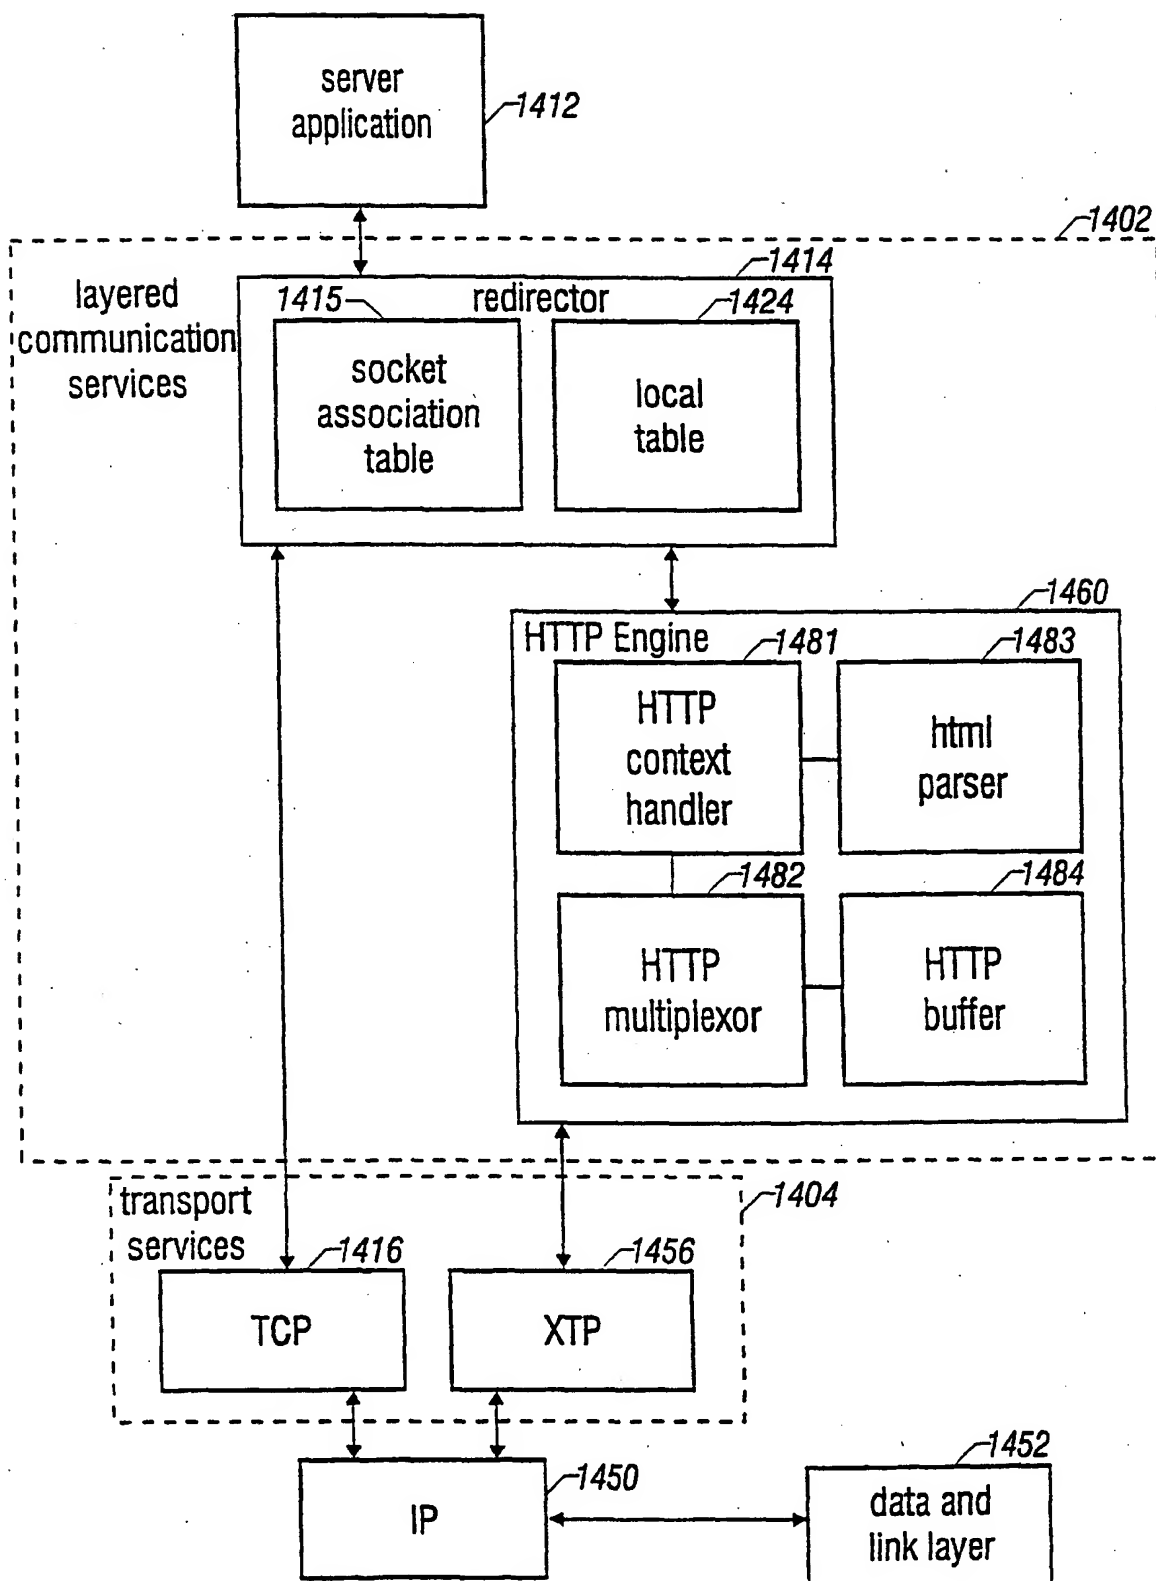 server
application
1412
1402
1414
layered
communication
services
redirector
1415
1424
socket
association
table
local
table
1460
HTTP Engine
1481
1483
HTTP
context
handler
html
parser
1482
1484
HTTP
multiplexor
HTTP
buffer
transport
services
1404
1416
1456
TCP
XTP
1450
1452
IP
data and
link layer